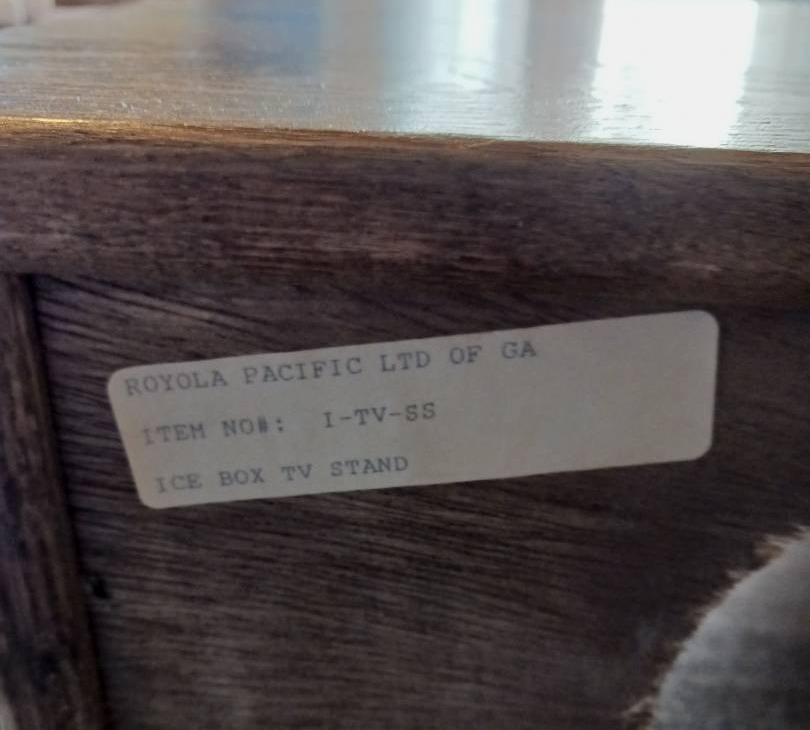 ROYOLA PACIFIC LTD OF GA
ITEM NO#: I-TV-SS
ICE BOX TV STAND